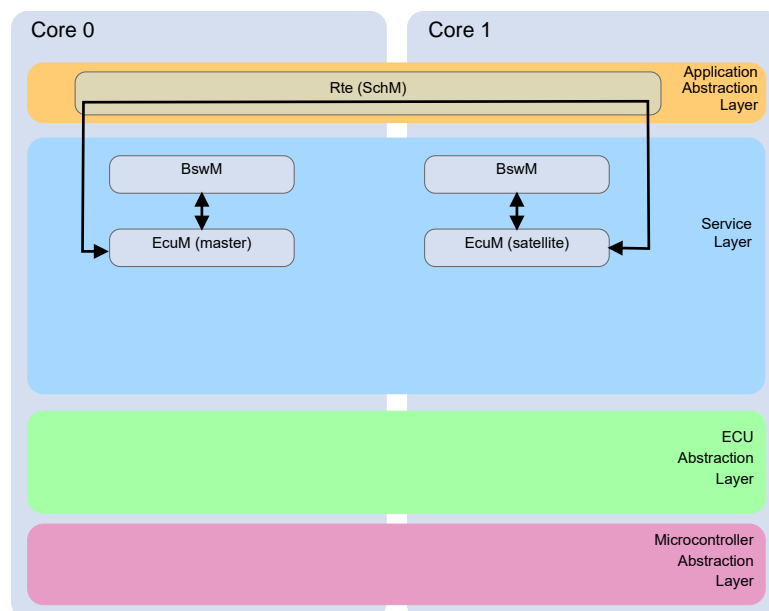 Core 0
Core 1
Application
Abstraction
Layer
Rte (SchM)
BswM
BswM
EcuM (master)
EcuM (satellite)
Service
Layer
ECU
Abstraction
Layer
Microcontroller
Abstraction
Layer